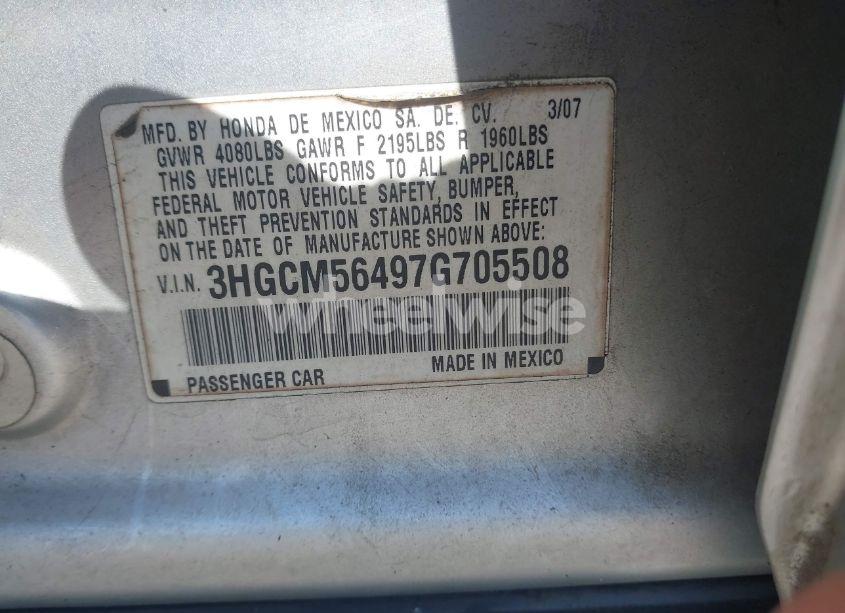 MFD. BY HONDA DE MEXICO SA. DE. CV. 3/07
GVWR 4080LBS GAWR F 2195LBS R 1960LBS
THIS VEHICLE CONFORMS TO ALL APPLICABLE
FEDERAL MOTOR VEHICLE SAFETY, BUMPER,
AND THEFT PREVENTION STANDARDS IN EFFECT
ON THE DATE OF MANUFACTURE SHOWN ABOVE:
V.I.N. 3HGCM56497G705508
wheelwise
PASSENGER CAR MADE IN MEXICO